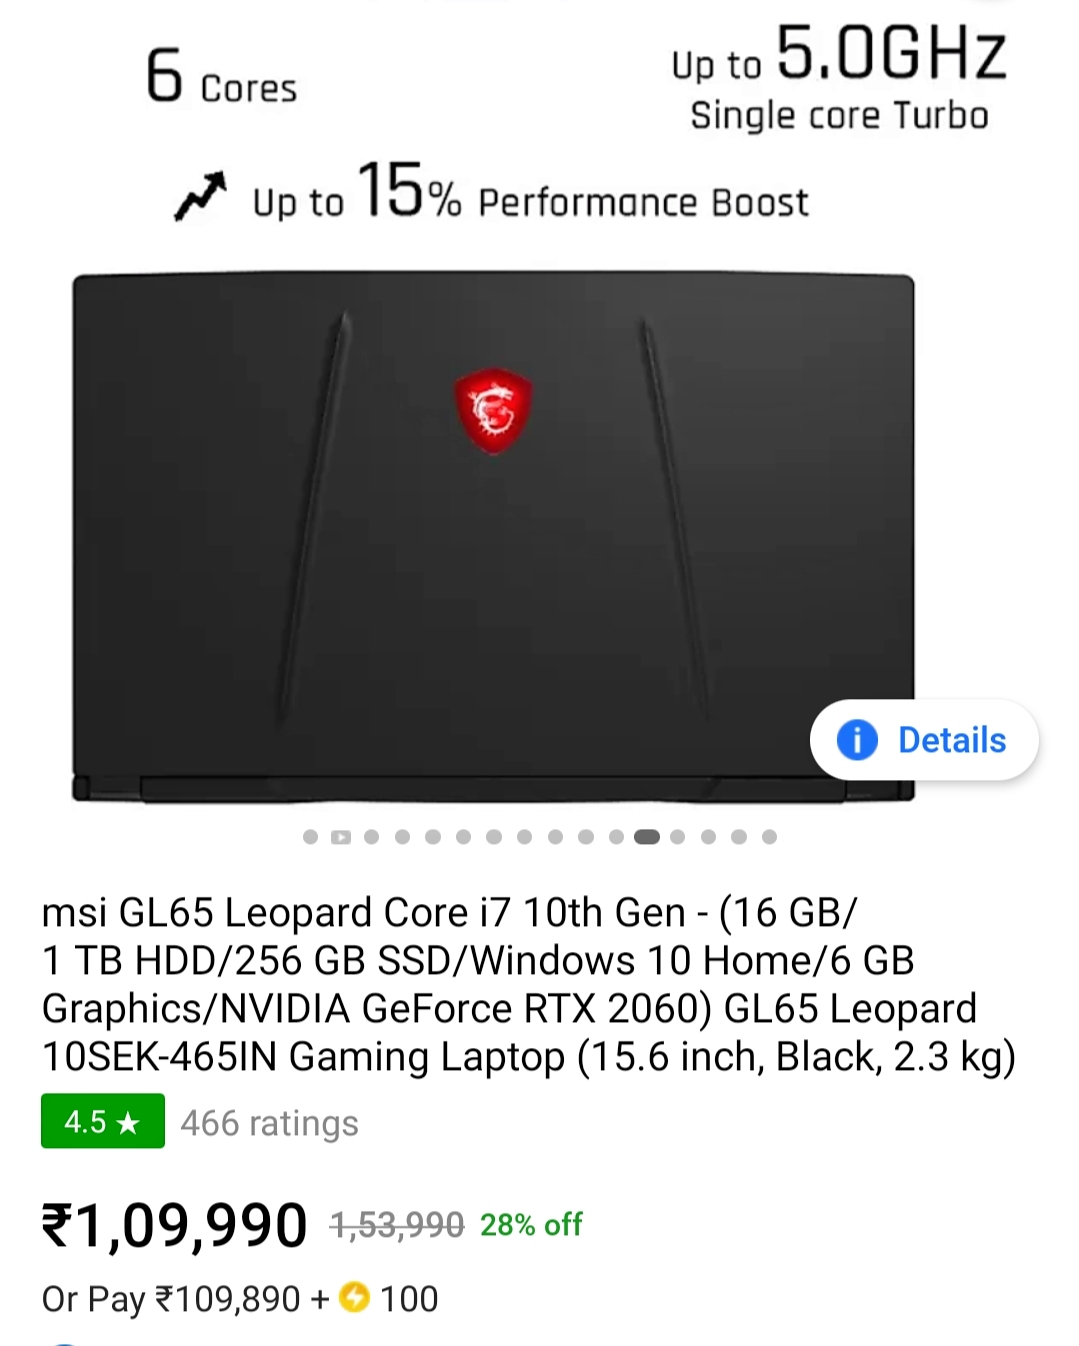 6 Cores
Up to 5.0GHz
Single core Turbo
Up to 15% Performance Boost
Details
msi GL65 Leopard Core i7 10th Gen - (16 GB/
1 TB HDD/256 GB SSD/Windows 10 Home/6 GB
Graphics/NVIDIA GeForce RTX 2060) GL65 Leopard
10SEK-465IN Gaming Laptop (15.6 inch, Black, 2.3 kg)
4.5 ★ 466 ratings
₹1,09,990 1,53,990 28% off
Or Pay ₹109,890 + 100